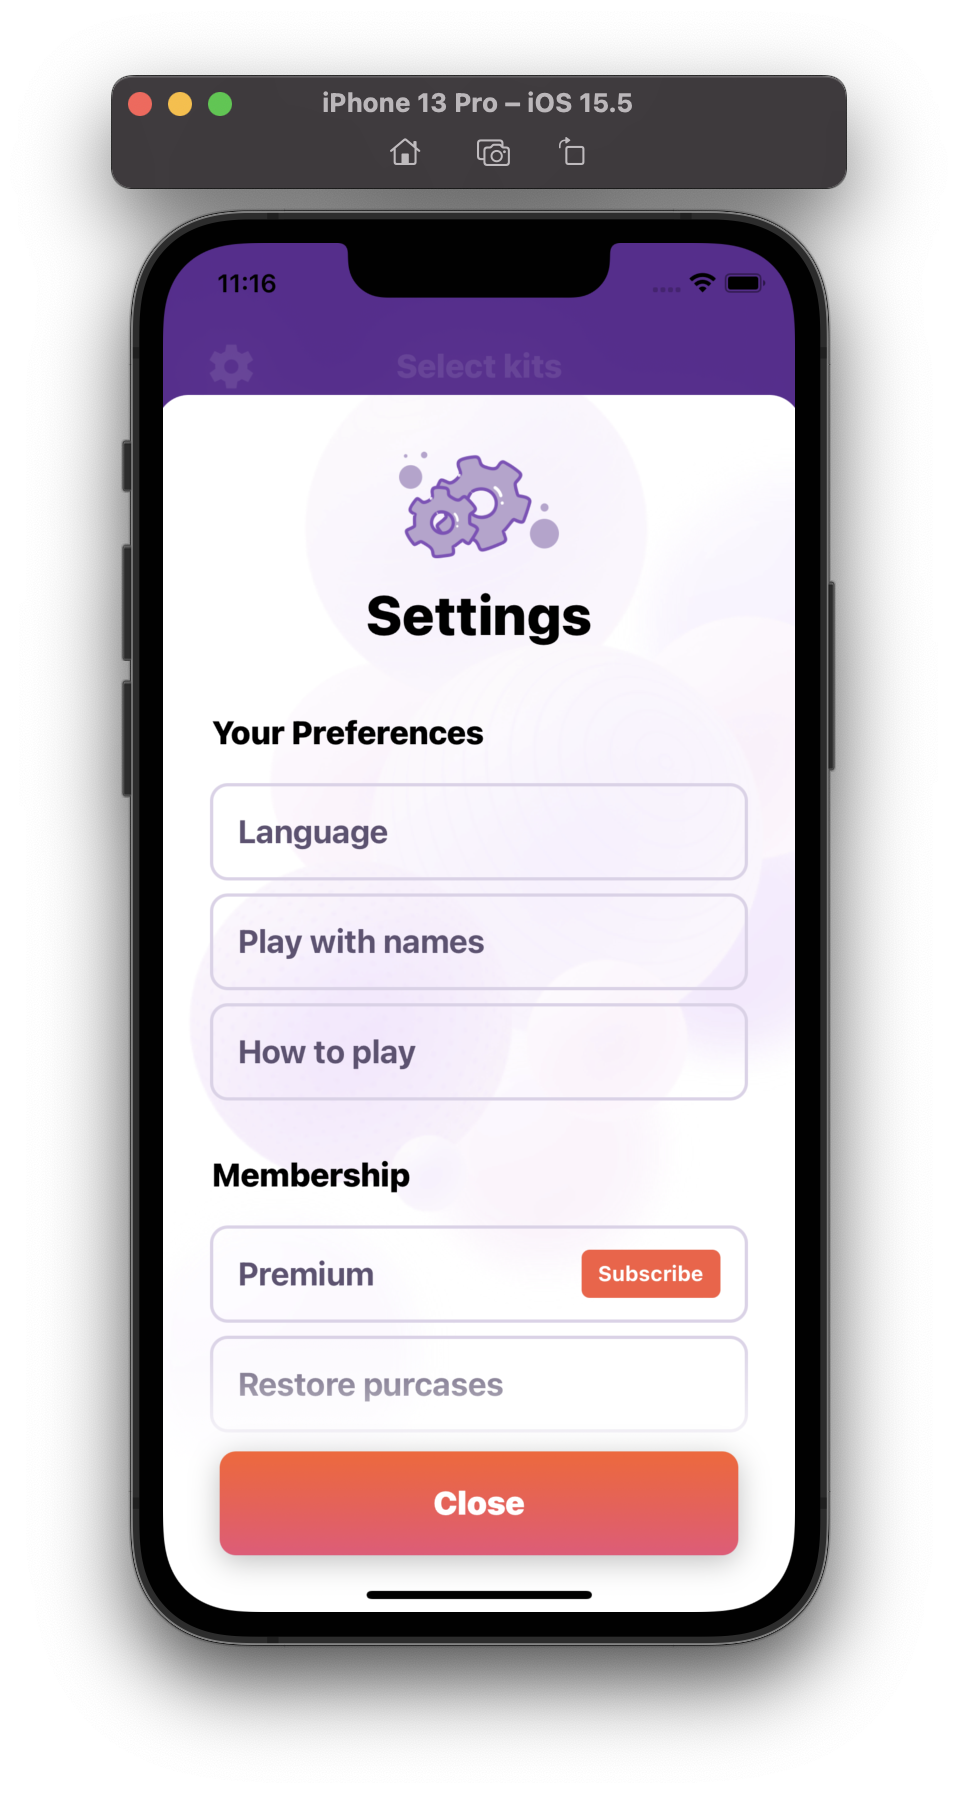 iPhone 13 Pro – iOS 15.5
11:16
Select kits
Settings
Your Preferences
Language
Play with names
How to play
Membership
Premium
Subscribe
Restore purcases
Close